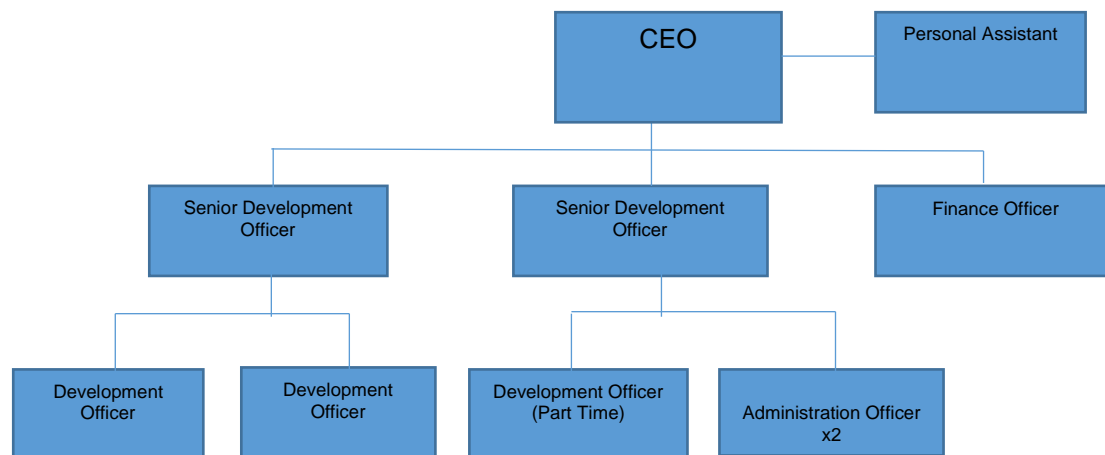 CEO
Personal Assistant
Senior Development
Officer
Senior Development
Officer
Finance Officer
Development
Officer
Development
Officer
Development Officer
(Part Time)
Administration Officer
x2